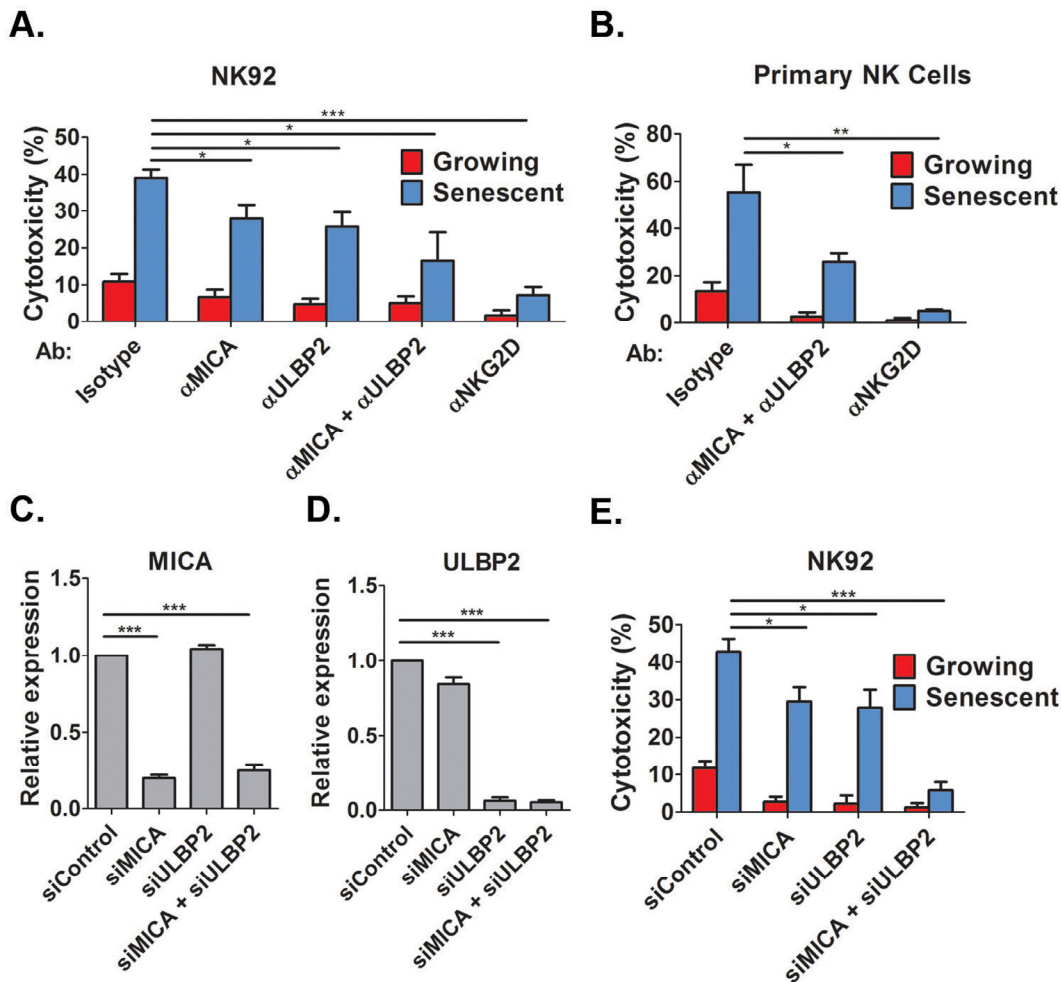 A.
NK92
Cytotoxicity (%)
50
40
30
20
10
0
***
*
*
*
Growing
Senescent
Ab:
Isotype
αMICA
αULBP2
αMICA + αULBP2
αNKG2D
B.
Primary NK Cells
Cytotoxicity (%)
80
60
40
20
0
**
*
Growing
Senescent
Ab:
Isotype
αMICA + αULBP2
αNKG2D
C.
MICA
Relative expression
1.5
1.0
0.5
0.0
***
***
siControl
siMICA
siULBP2
siMICA + siULBP2
D.
ULBP2
Relative expression
1.5
1.0
0.5
0.0
***
***
siControl
siMICA
siULBP2
siMICA + siULBP2
E.
NK92
Cytotoxicity (%)
50
40
30
20
10
0
***
*
*
Growing
Senescent
siControl
siMICA
siULBP2
siMICA + siULBP2